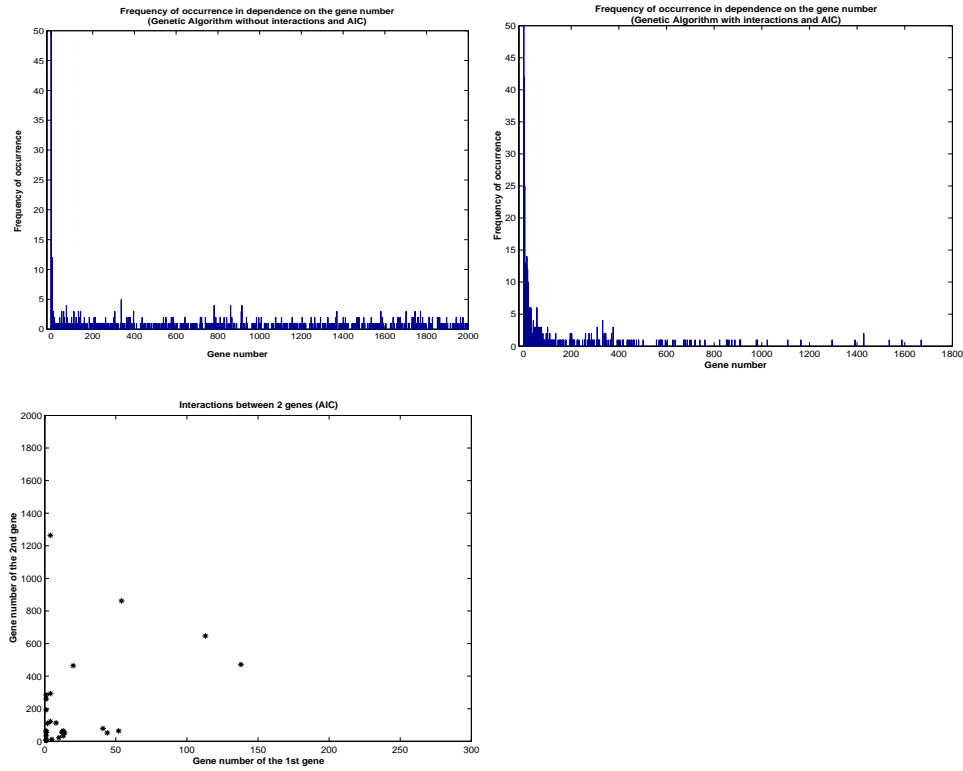 Frequency of occurrence in dependence on the gene number
(Genetic Algorithm without interactions and AIC)
50
45
40
35
30
25
20
15
10
5
0
Frequency of occurrence
0 200 400 600 800 1000 1200 1400 1600 1800 2000
Gene number
Frequency of occurrence in dependence on the gene number
(Genetic Algorithm with interactions and AIC)
50
45
40
35
30
25
20
15
10
5
0
Frequency of occurrence
0 200 400 600 800 1000 1200 1400 1600 1800
Gene number
Interactions between 2 genes (AIC)
2000
1800
1600
1400
1200
1000
800
600
400
200
0
Gene number of the 2nd gene
0 50 100 150 200 250 300
Gene number of the 1st gene